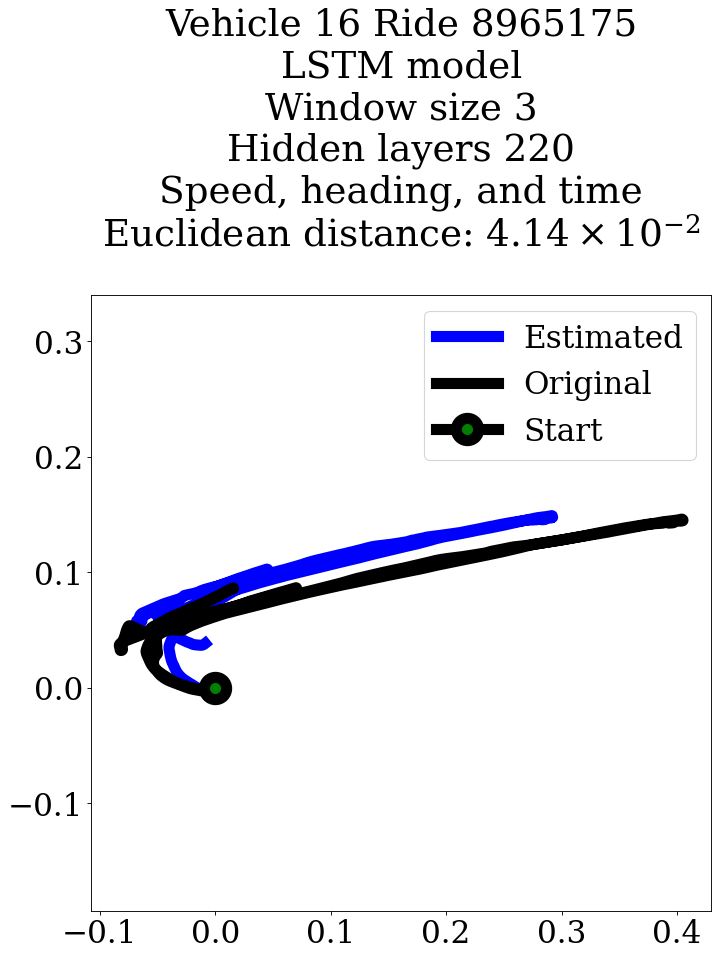 Vehicle 16 Ride 8965175
LSTM model
Window size 3
Hidden layers 220
Speed, heading, and time
Euclidean distance: 4.14 × 10⁻²
Estimated
Original
Start
0.3
0.2
0.1
0.0
−0.1
−0.1 0.0 0.1 0.2 0.3 0.4